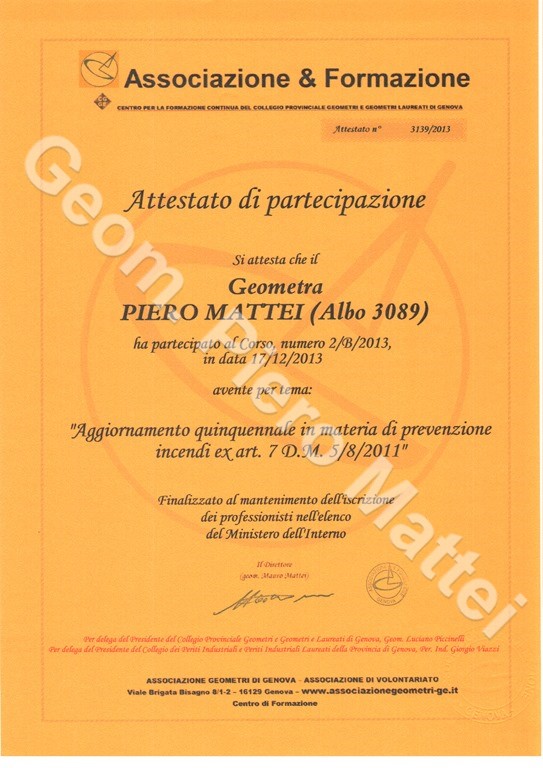 Associazione & Formazione
CENTRO PER LA FORMAZIONE CONTINUA DEL COLLEGIO PROVINCIALE GEOMETRI E GEOMETRI LAUREATI DI GENOVA
Attestato n° 3139/2013
Attestato di partecipazione
Si attesta che il
Geometra
PIERO MATTEI (Albo 3089)
ha partecipato al Corso, numero 2/B/2013,
in data 17/12/2013
avente per tema:
"Aggiornamento quinquennale in materia di prevenzione
incendi ex art. 7 D.M. 5/8/2011"
Finalizzato al mantenimento dell'iscrizione
dei professionisti nell'elenco
del Ministero dell'Interno
Il Direttore
(geom. Mauro Mattei)
Per delega del Presidente del Collegio Provinciale Geometri e Geometri e Laureati di Genova, Geom. Luciano Piccinelli
Per delega del Presidente del Collegio dei Periti Industriali e Periti Industriali Laureati della Provincia di Genova, Per. Ind. Giorgio Viazzi
ASSOCIAZIONE GEOMETRI DI GENOVA - ASSOCIAZIONE DI VOLONTARIATO
Viale Brigata Bisagno 8/1-2 – 16129 Genova – www.associazionegeometri-ge.it
Centro di Formazione
Geom. Piero Mattei